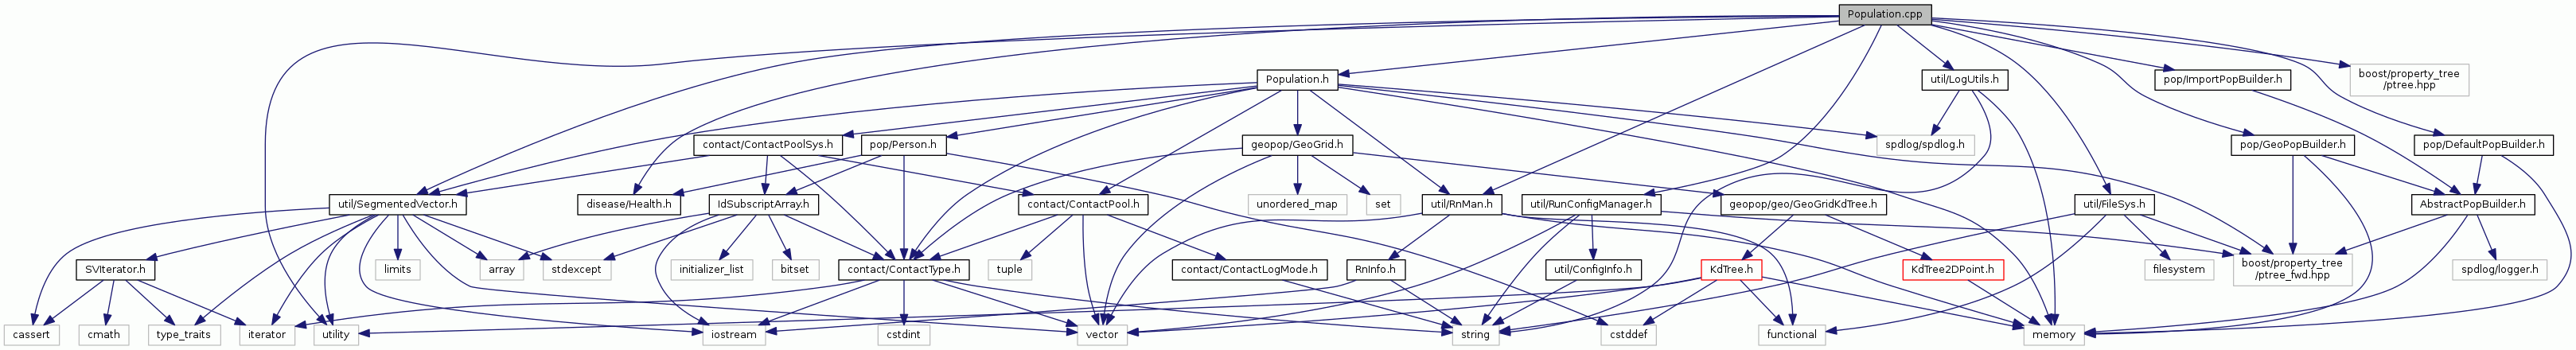 Population.cpp
Population.h
util/LogUtils.h
pop/ImportPopBuilder.h
boost/property_tree
/ptree.hpp
contact/ContactPoolSys.h
pop/Person.h
geopop/GeoGrid.h
spdlog/spdlog.h
pop/GeoPopBuilder.h
pop/DefaultPopBuilder.h
util/SegmentedVector.h
disease/Health.h
IdSubscriptArray.h
contact/ContactPool.h
unordered_map
set
util/RnMan.h
util/RunConfigManager.h
geopop/geo/GeoGridKdTree.h
util/FileSys.h
AbstractPopBuilder.h
SVIterator.h
limits
array
stdexcept
initializer_list
bitset
contact/ContactType.h
tuple
contact/ContactLogMode.h
RnInfo.h
util/ConfigInfo.h
KdTree.h
KdTree2DPoint.h
filesystem
boost/property_tree
/ptree_fwd.hpp
spdlog/logger.h
cassert
cmath
type_traits
iterator
utility
iostream
cstdint
vector
string
cstddef
functional
memory